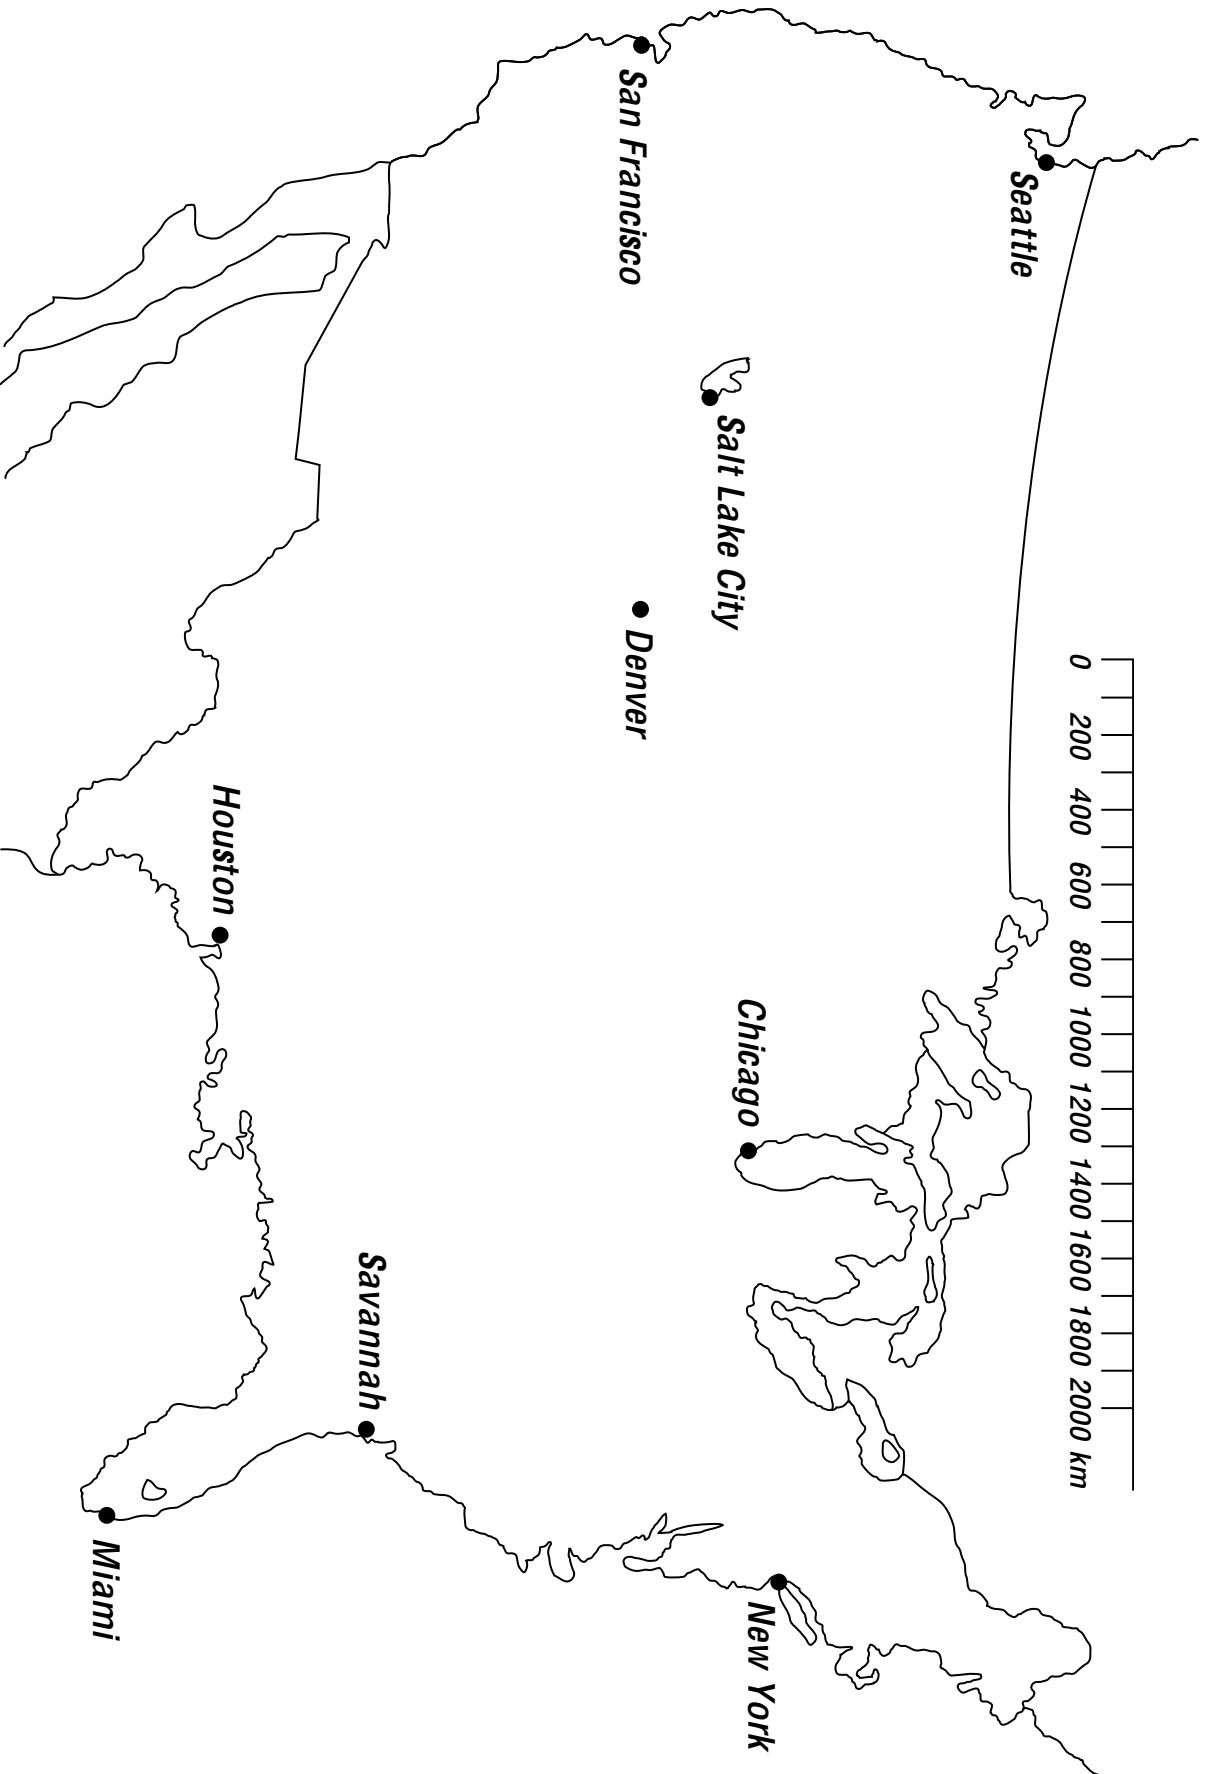 0 200 400 600 800 1000 1200 1400 1600 1800 2000 km
Seattle
San Francisco
Salt Lake City
Denver
Chicago
New York
Savannah
Houston
Miami